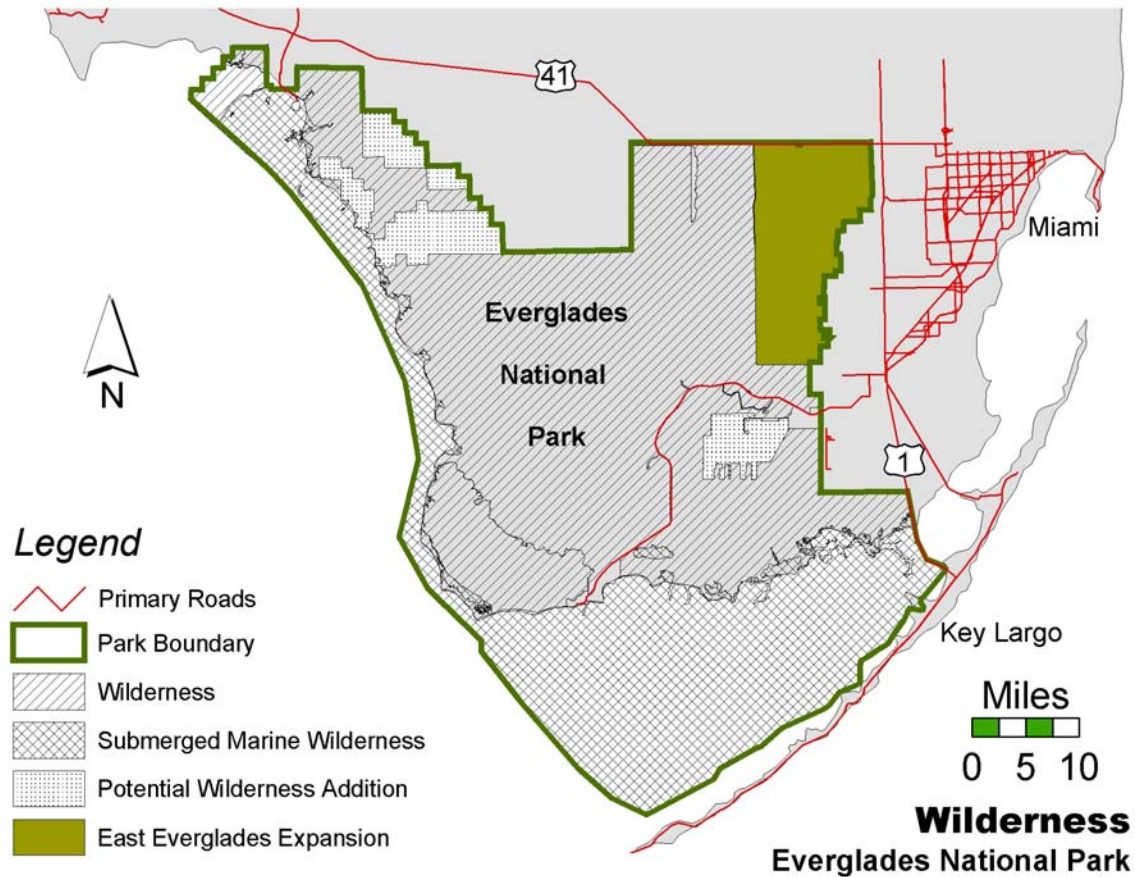 41
Miami
Everglades
National
Park
N
1
Legend
Primary Roads
Park Boundary
Wilderness
Submerged Marine Wilderness
Potential Wilderness Addition
East Everglades Expansion
Key Largo
Miles
0 5 10
Wilderness
Everglades National Park